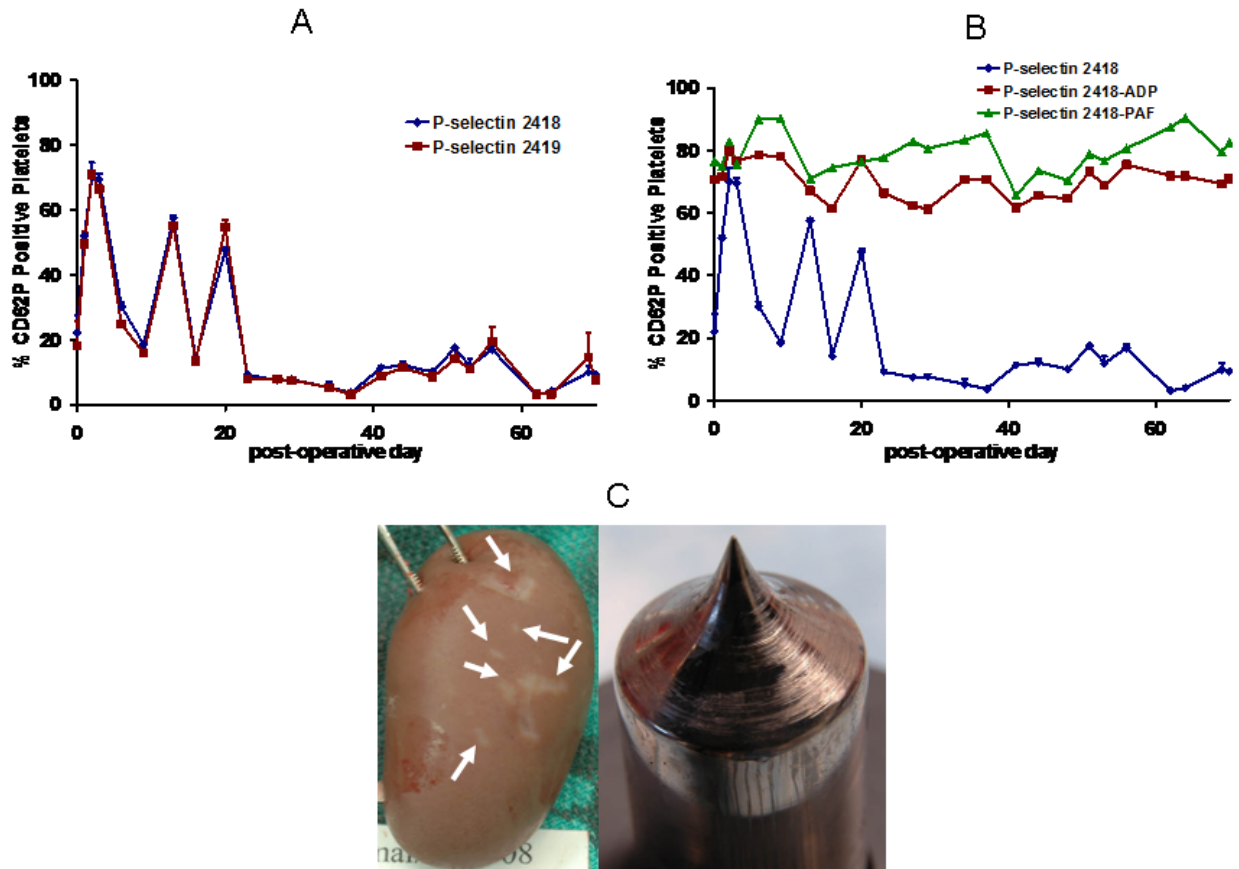 A
100
80
60
40
20
0
% CD62P Positive Platelets
P-selectin 2418
P-selectin 2419
0 20 40 60
post-operative day
B
P-selectin 2418
P-selectin 2418-ADP
P-selectin 2418-PAF
100
80
60
40
20
0
% CD62P Positive Platelets
0 20 40 60
post-operative day
C